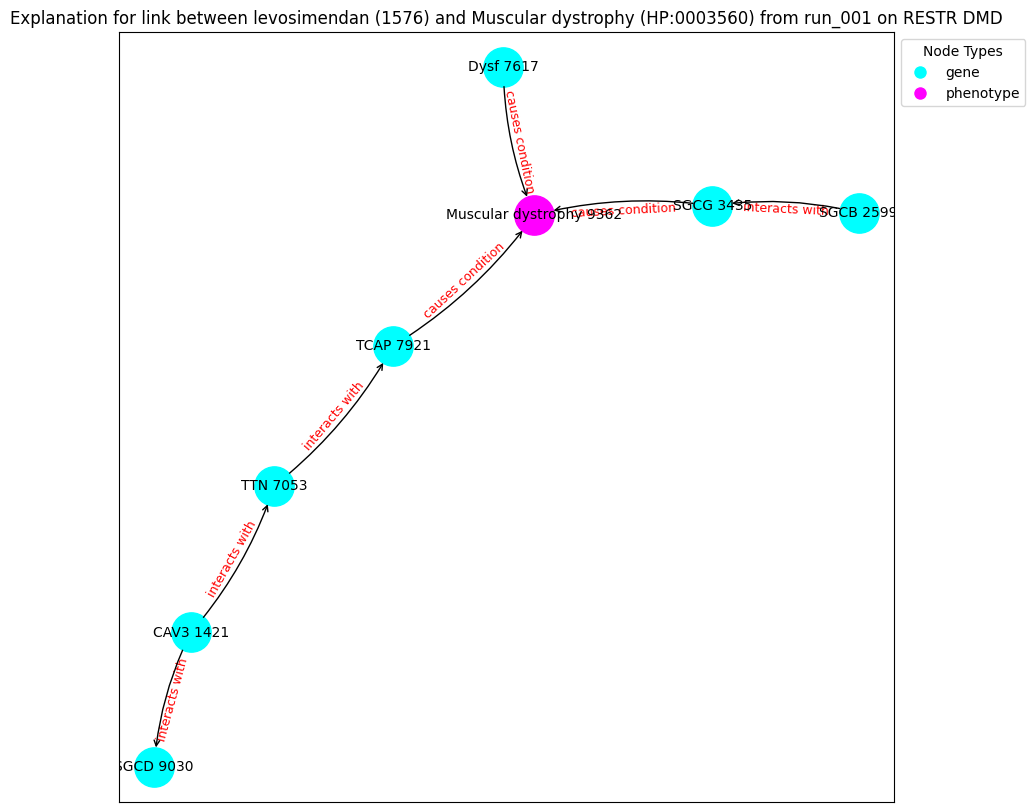 Explanation for link between levosimendan (1576) and Muscular dystrophy (HP:0003560) from run_001 on RESTR DMD
Node Types
gene
phenotype
Dysf 7617
causes condition
Muscular dystrophy 9362
causes condition
SGCG 3435
interacts with
SGCB 2599
causes condition
TCAP 7921
interacts with
TTN 7053
interacts with
CAV3 1421
interacts with
SGCD 9030